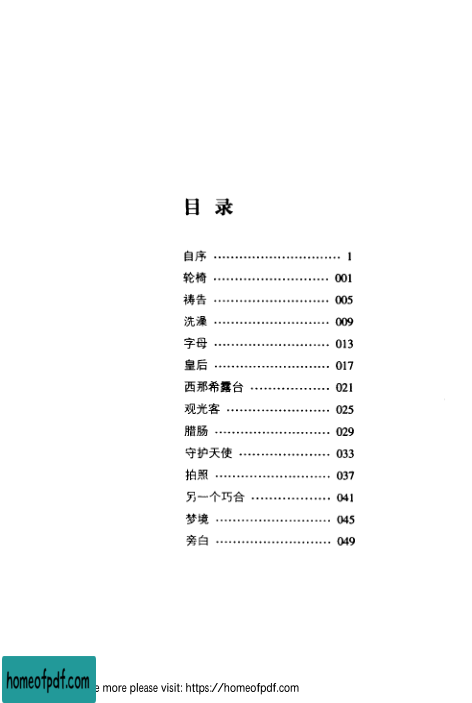 目 录
自序 …………………………… 1
轮椅 ………………………… 001
祷告 ………………………… 005
洗澡 ………………………… 009
字母 ………………………… 013
皇后 ………………………… 017
西那希露台 ………………… 021
观光客 ……………………… 025
腊肠 ………………………… 029
守护天使 …………………… 033
拍照 ………………………… 037
另一个巧合 ………………… 041
梦境 ………………………… 045
旁白 ………………………… 049
homeofpdf.com
e more please visit: https://homeofpdf.com